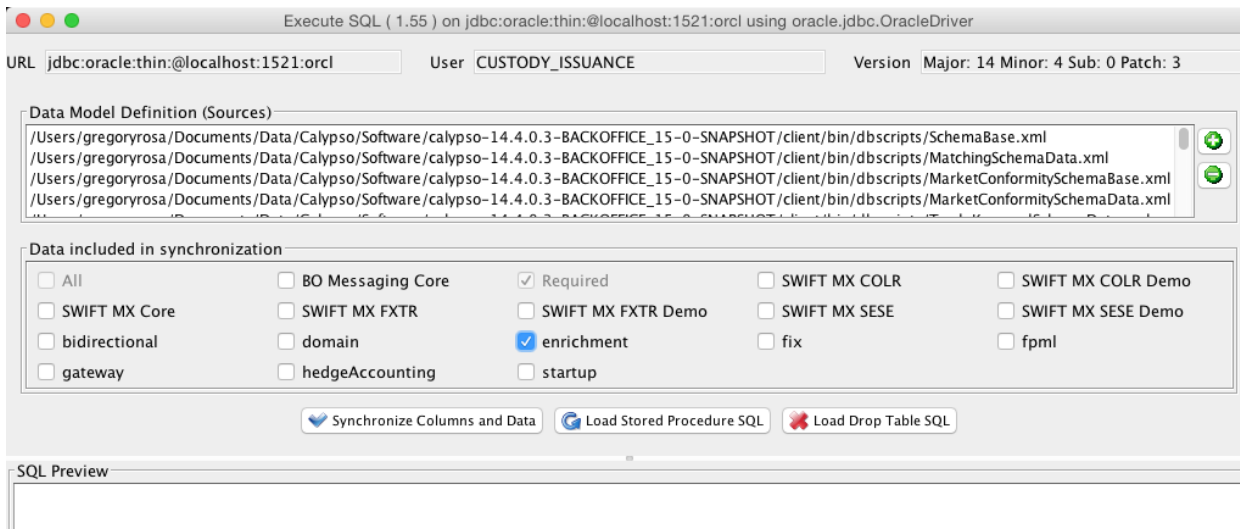 Execute SQL ( 1.55 ) on jdbc:oracle:thin:@localhost:1521:orcl using oracle.jdbc.OracleDriver
URL jdbc:oracle:thin:@localhost:1521:orcl User CUSTODY_ISSUANCE Version Major: 14 Minor: 4 Sub: 0 Patch: 3
Data Model Definition (Sources)
/Users/gregoryrosa/Documents/Data/Calypso/Software/calypso-14.4.0.3-BACKOFFICE_15-0-SNAPSHOT/client/bin/dbscripts/SchemaBase.xml
/Users/gregoryrosa/Documents/Data/Calypso/Software/calypso-14.4.0.3-BACKOFFICE_15-0-SNAPSHOT/client/bin/dbscripts/MatchingSchemaData.xml
/Users/gregoryrosa/Documents/Data/Calypso/Software/calypso-14.4.0.3-BACKOFFICE_15-0-SNAPSHOT/client/bin/dbscripts/MarketConformitySchemaBase.xml
/Users/gregoryrosa/Documents/Data/Calypso/Software/calypso-14.4.0.3-BACKOFFICE_15-0-SNAPSHOT/client/bin/dbscripts/MarketConformitySchemaData.xml
Data included in synchronization
All BO Messaging Core Required SWIFT MX COLR SWIFT MX COLR Demo
SWIFT MX Core SWIFT MX FXTR SWIFT MX FXTR Demo SWIFT MX SESE SWIFT MX SESE Demo
bidirectional domain enrichment fix fpml
gateway hedgeAccounting startup
Synchronize Columns and Data Load Stored Procedure SQL Load Drop Table SQL
SQL Preview